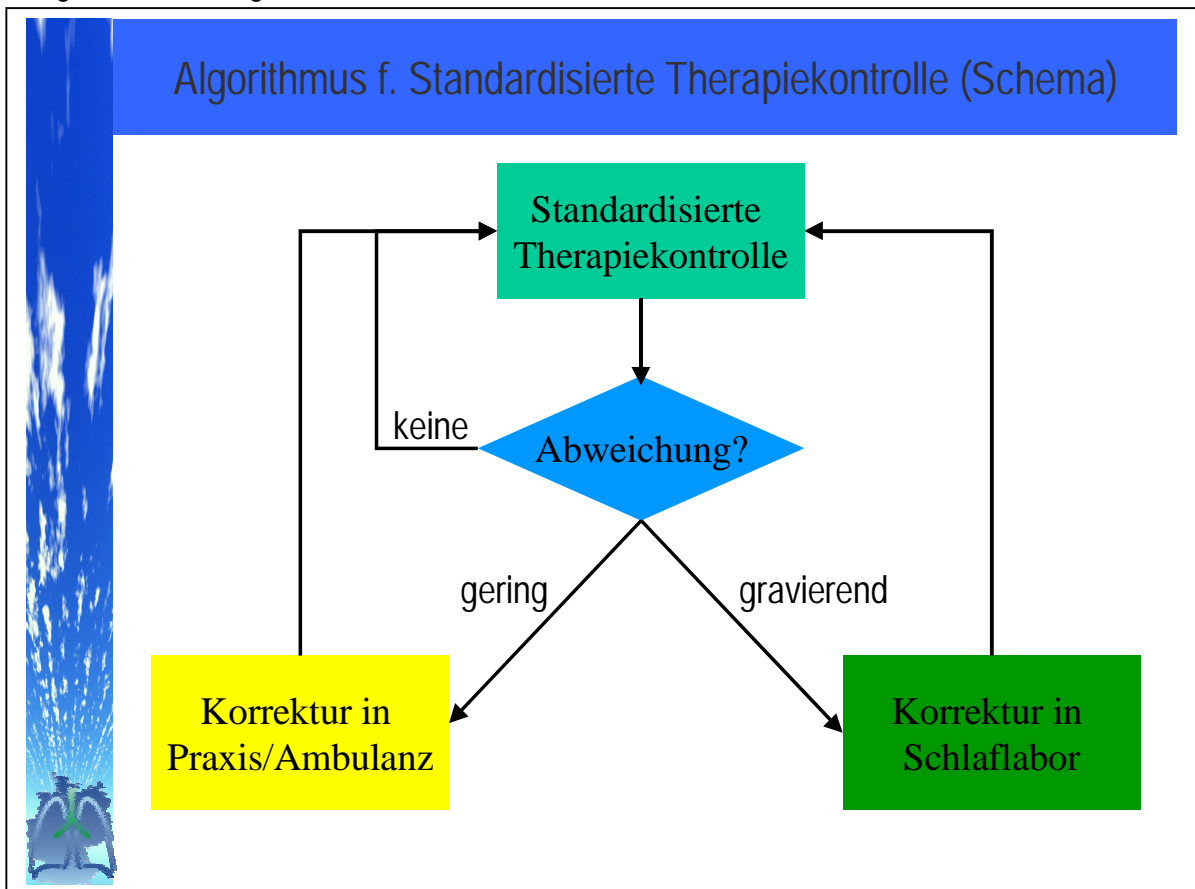 Algorithmus f. Standardisierte Therapiekontrolle (Schema)
Standardisierte
Therapiekontrolle
keine
Abweichung?
gering
gravierend
Korrektur in
Praxis/Ambulanz
Korrektur in
Schlaflabor